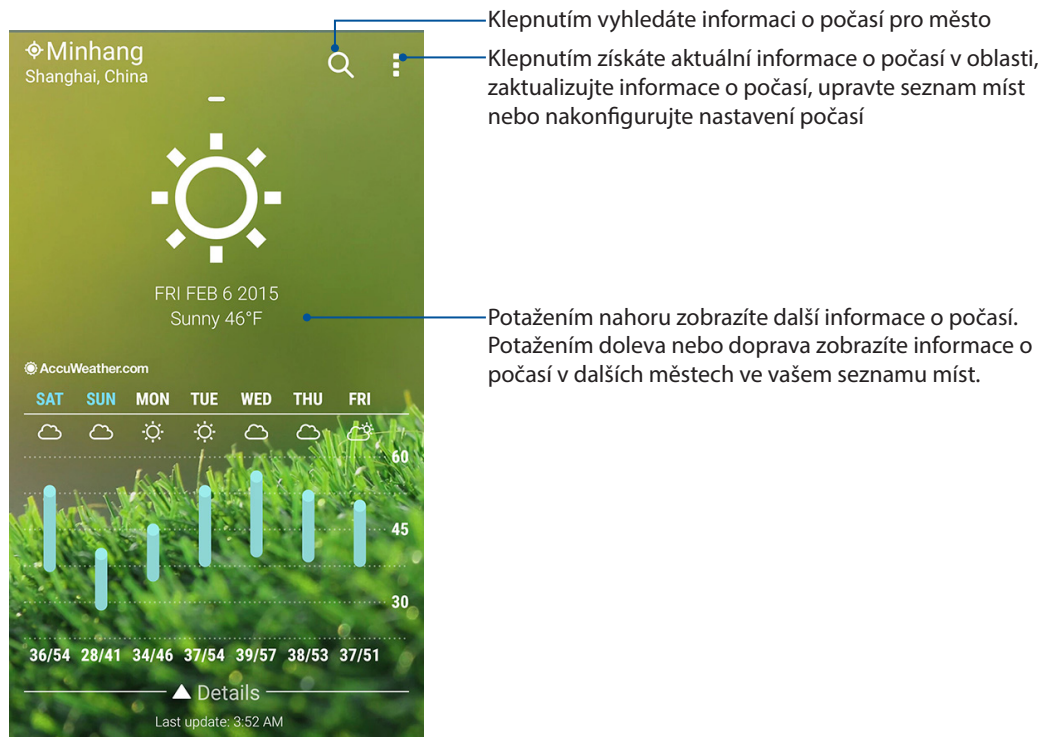 Klepnutím vyhledáte informaci o počasí pro město
Minhang
Shanghai, China
Klepnutím získáte aktuální informace o počasí v oblasti,
zaktualizujte informace o počasí, upravte seznam míst
nebo nakonfigurujte nastavení počasí
FRI FEB 6 2015
Sunny 46°F
Potažením nahoru zobrazíte další informace o počasí.
Potažením doleva nebo doprava zobrazíte informace o
počasí v dalších městech ve vašem seznamu míst.
AccuWeather.com
SAT SUN MON TUE WED THU FRI
60
45
30
36/54 28/41 34/46 37/54 39/57 38/53 37/51
Details
Last update: 3:52 AM